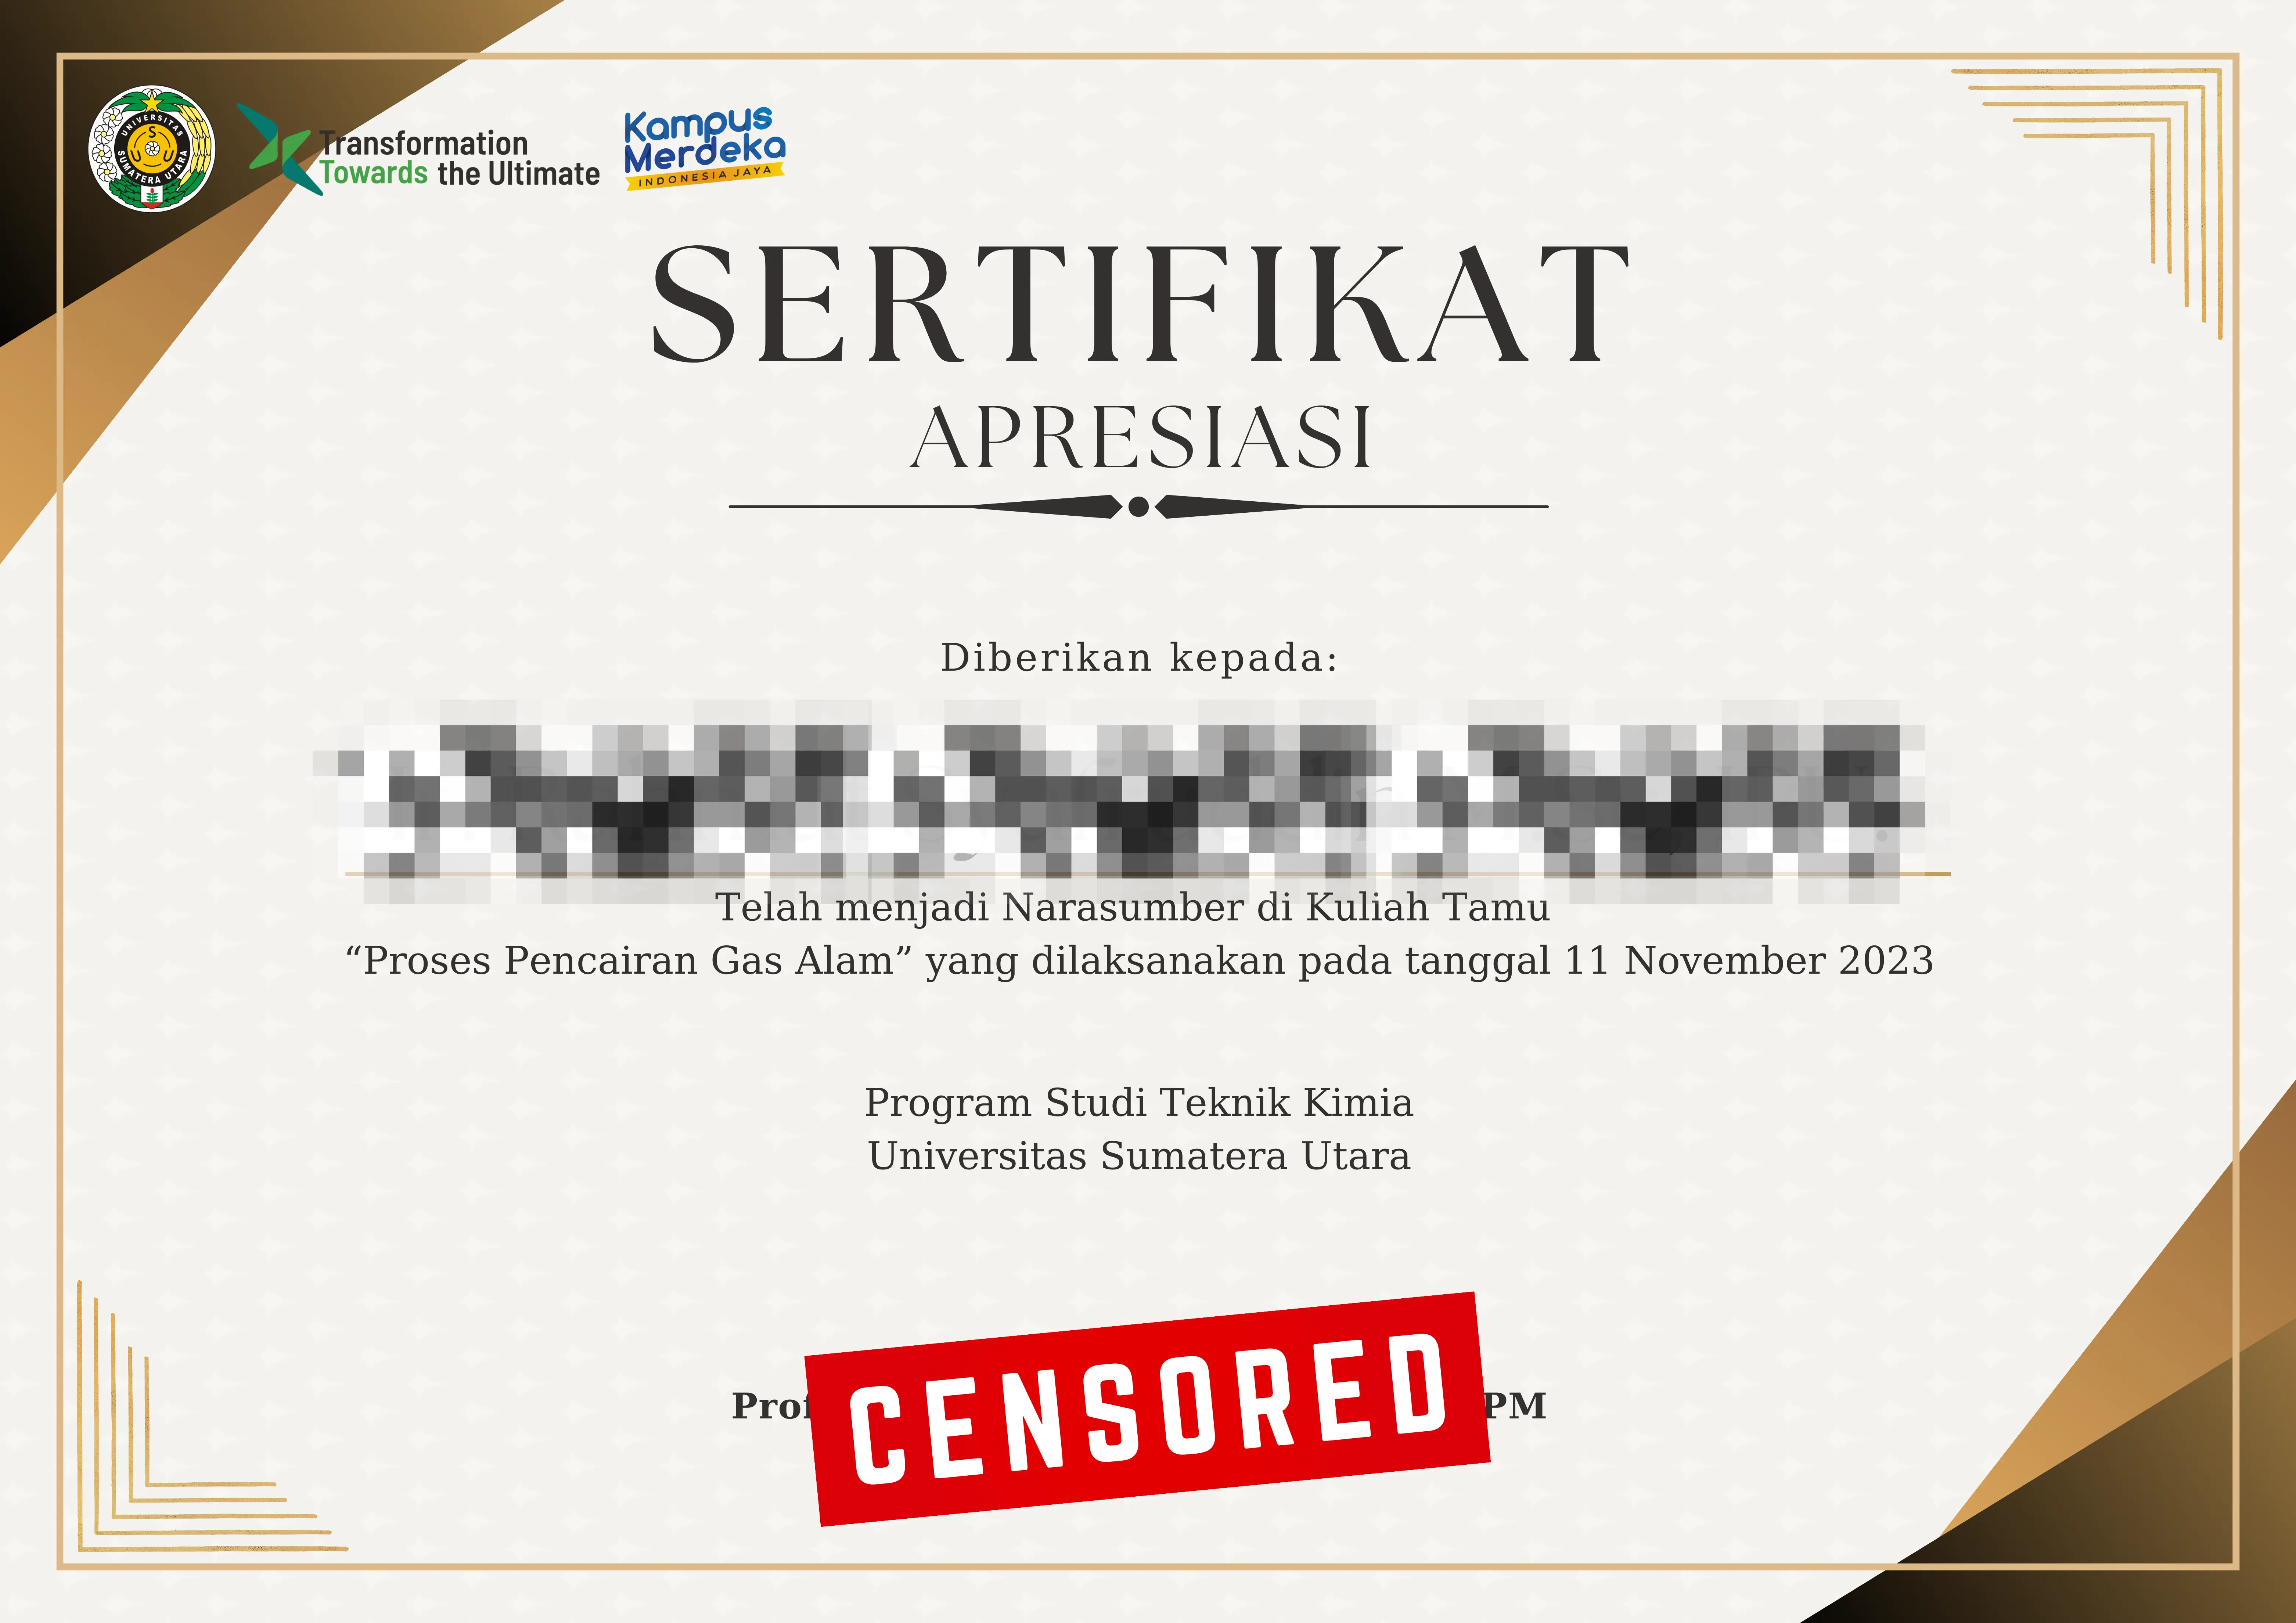 UNIVERSITAS
SUMATERA UTARA
S
U U
Transformation
Towards the Ultimate
Kampus
Merdeka
INDONESIA JAYA
SERTIFIKAT
APRESIASI
Diberikan kepada:
Telah menjadi Narasumber di Kuliah Tamu
“Proses Pencairan Gas Alam” yang dilaksanakan pada tanggal 11 November 2023
Program Studi Teknik Kimia
Universitas Sumatera Utara
CENSORED